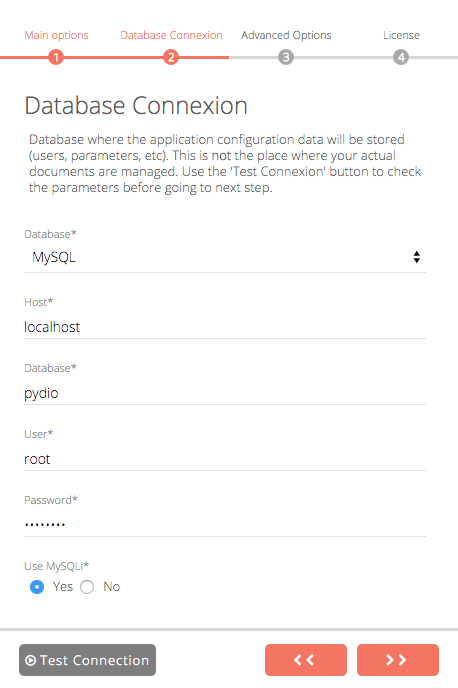 Main options Database Connexion Advanced Options License
1 2 3 4
Database Connexion
Database where the application configuration data will be stored
(users, parameters, etc). This is not the place where your actual
documents are managed. Use the 'Test Connexion' button to check
the parameters before going to next step.
Database*
MySQL
Host*
localhost
Database*
pydio
User*
root
Password*
••••••••
Use MySQLi*
Yes No
Test Connection << >>